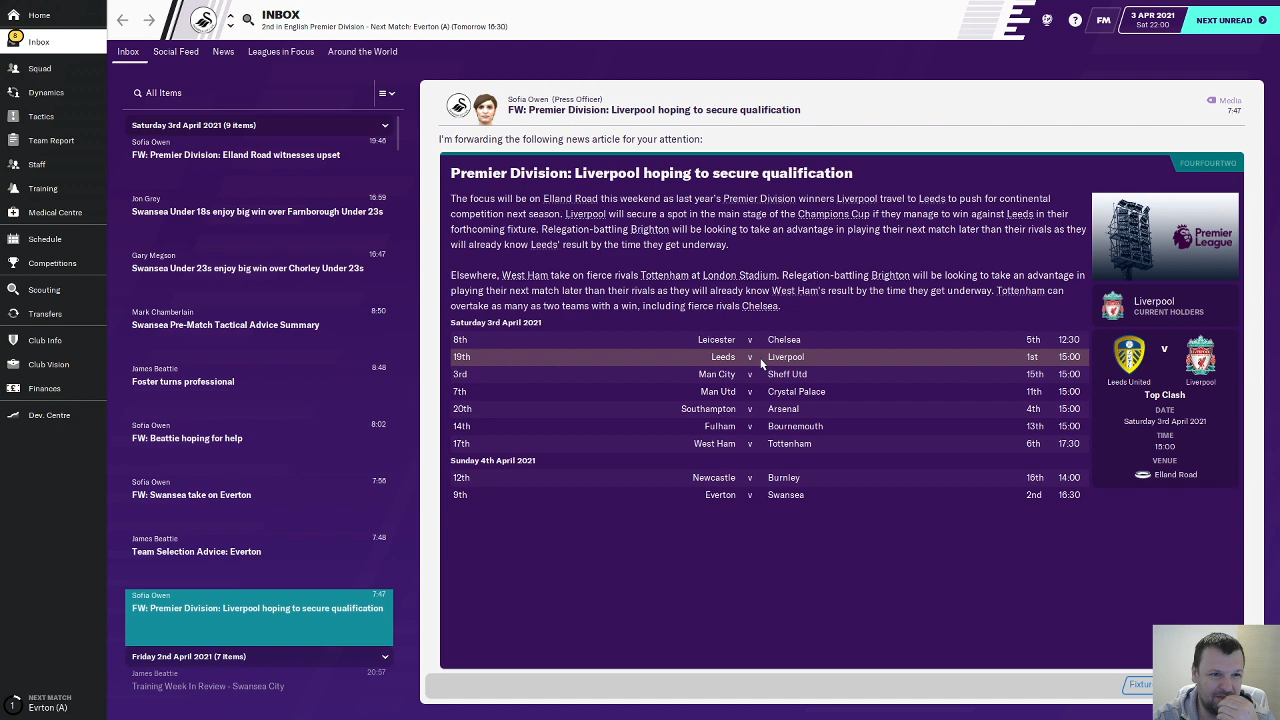 INBOX
2nd in English Premier Division - Next Match: Everton (A) (Tomorrow 16:30)
FM
3 APR 2021
Sat 22:00
NEXT UNREAD
8
Inbox
Squad
Dynamics
Tactics
Team Report
Staff
Training
Medical Centre
Schedule
Competitions
Scouting
Transfers
Club Info
Board
Finances
Dev. Centre
1
NEXT MATCH
Evrton (A)
Inbox
Social Feed
News
Leagues in Focus
Around the World
All Items
Saturday 3rd April 2021 (9 items)
Sofia Owen 19:46
FW: Premier Division: Elland Road witnesses upset
Jon Grey 16:59
Swansea Under 18s enjoy big win over Farnborough Under 23s
Gary Megson 16:47
Swansea Under 23s enjoy big win over Chorley Under 23s
Mark Chamberlain 8:50
Swansea Pre-Match Tactical Advice Summary
James Beattie 8:48
Foster turns professional
Sofia Owen 8:02
FW: Beattie hoping for help
Sofia Owen 7:56
FW: Swansea take on Everton
James Beattie 7:48
Team Selection Advice: Everton
Sofia Owen 7:47
FW: Premier Division: Liverpool hoping to secure qualification
Friday 2nd April 2021 (7 items)
James Beattie 20:57
Training Week In Review - Swansea City
Sofia Owen (Press Officer)
FW: Premier Division: Liverpool hoping to secure qualification
Media
7:47
I'm forwarding the following news article for your attention:
FOURFOURTWO
Premier Division: Liverpool hoping to secure qualification
The focus will be on Elland Road this weekend as last year's Premier Division winners Liverpool travel to Leeds to push for continental
competition next season. Liverpool will secure a spot in the main stage of the Champions Cup if they manage to win against Leeds in their
forthcoming fixture. Relegation-battling Brighton will be looking to take an advantage in playing their next match later than their rivals as they
will already know Leeds' result by the time they get underway.
Elsewhere, West Ham take on fierce rivals Tottenham at London Stadium. Relegation-battling Brighton will be looking to take an advantage in
playing their next match later than their rivals as they will already know West Ham's result by the time they get underway. Tottenham can
overtake as many as two teams with a win, including fierce rivals Chelsea.
Saturday 3rd April 2021
8th Leicester v Chelsea 5th 12:30
19th Leeds v Liverpool 1st 15:00
3rd Man City v Sheff Utd 15th 15:00
7th Man Utd v Crystal Palace 11th 15:00
20th Southampton v Arsenal 4th 15:00
14th Fulham v Bournemouth 13th 15:00
17th West Ham v Tottenham 6th 17:30
Sunday 4th April 2021
12th Newcastle v Burnley 16th 14:00
9th Everton v Swansea 2nd 16:30
Premier
League
Liverpool
CURRENT HOLDERS
v
Leeds United Liverpool
Top Clash
DATE
Saturday 3rd April 2021
TIME
15:00
VENUE
Elland Road